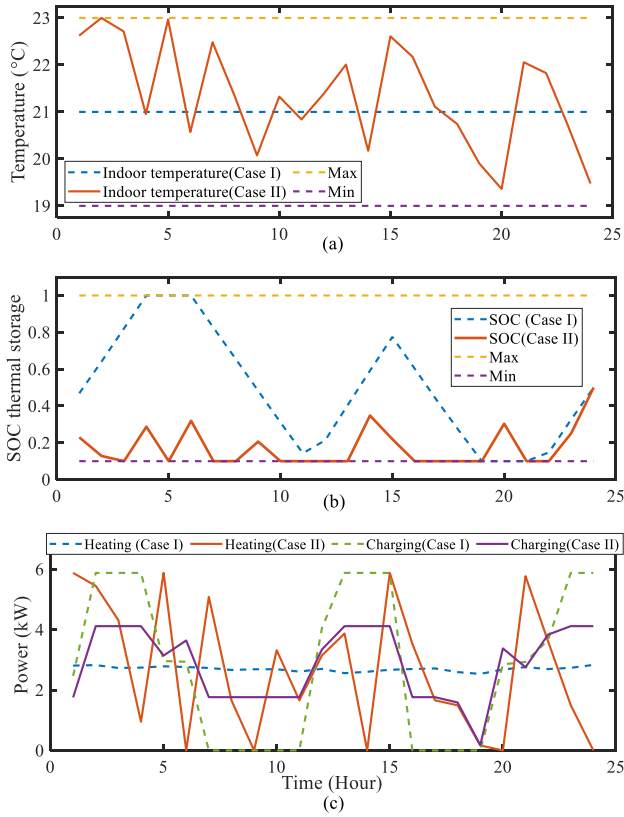 Temperature (°C)
23
22
21
20
19
Indoor temperature(Case I)
Max
Indoor temperature(Case II)
Min
0
5
10
15
20
25
(a)
SOC thermal storage
1
0.8
0.6
0.4
0.2
0
SOC (Case I)
SOC(Case II)
Max
Min
0
5
10
15
20
25
(b)
Heating (Case I)
Heating(Case II)
Charging(Case I)
Charging(Case II)
Power (kW)
6
4
2
0
0
5
10
15
20
25
Time (Hour)
(c)